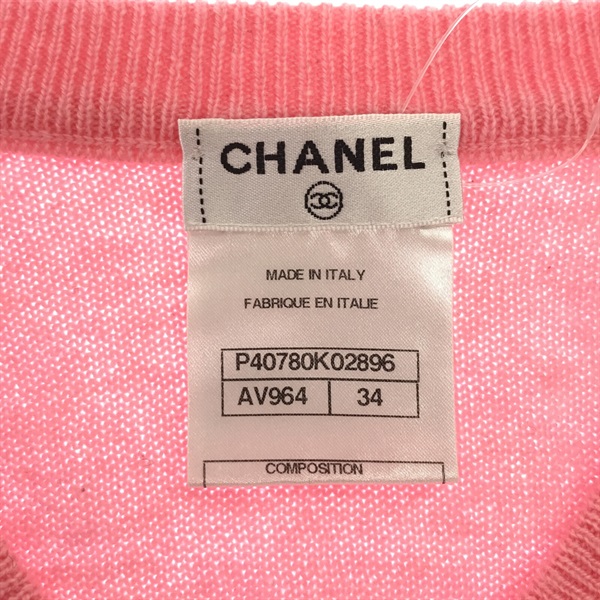 CHANEL
MADE IN ITALY
FABRIQUE EN ITALIE
P40780K02896
AV964 34
COMPOSITION